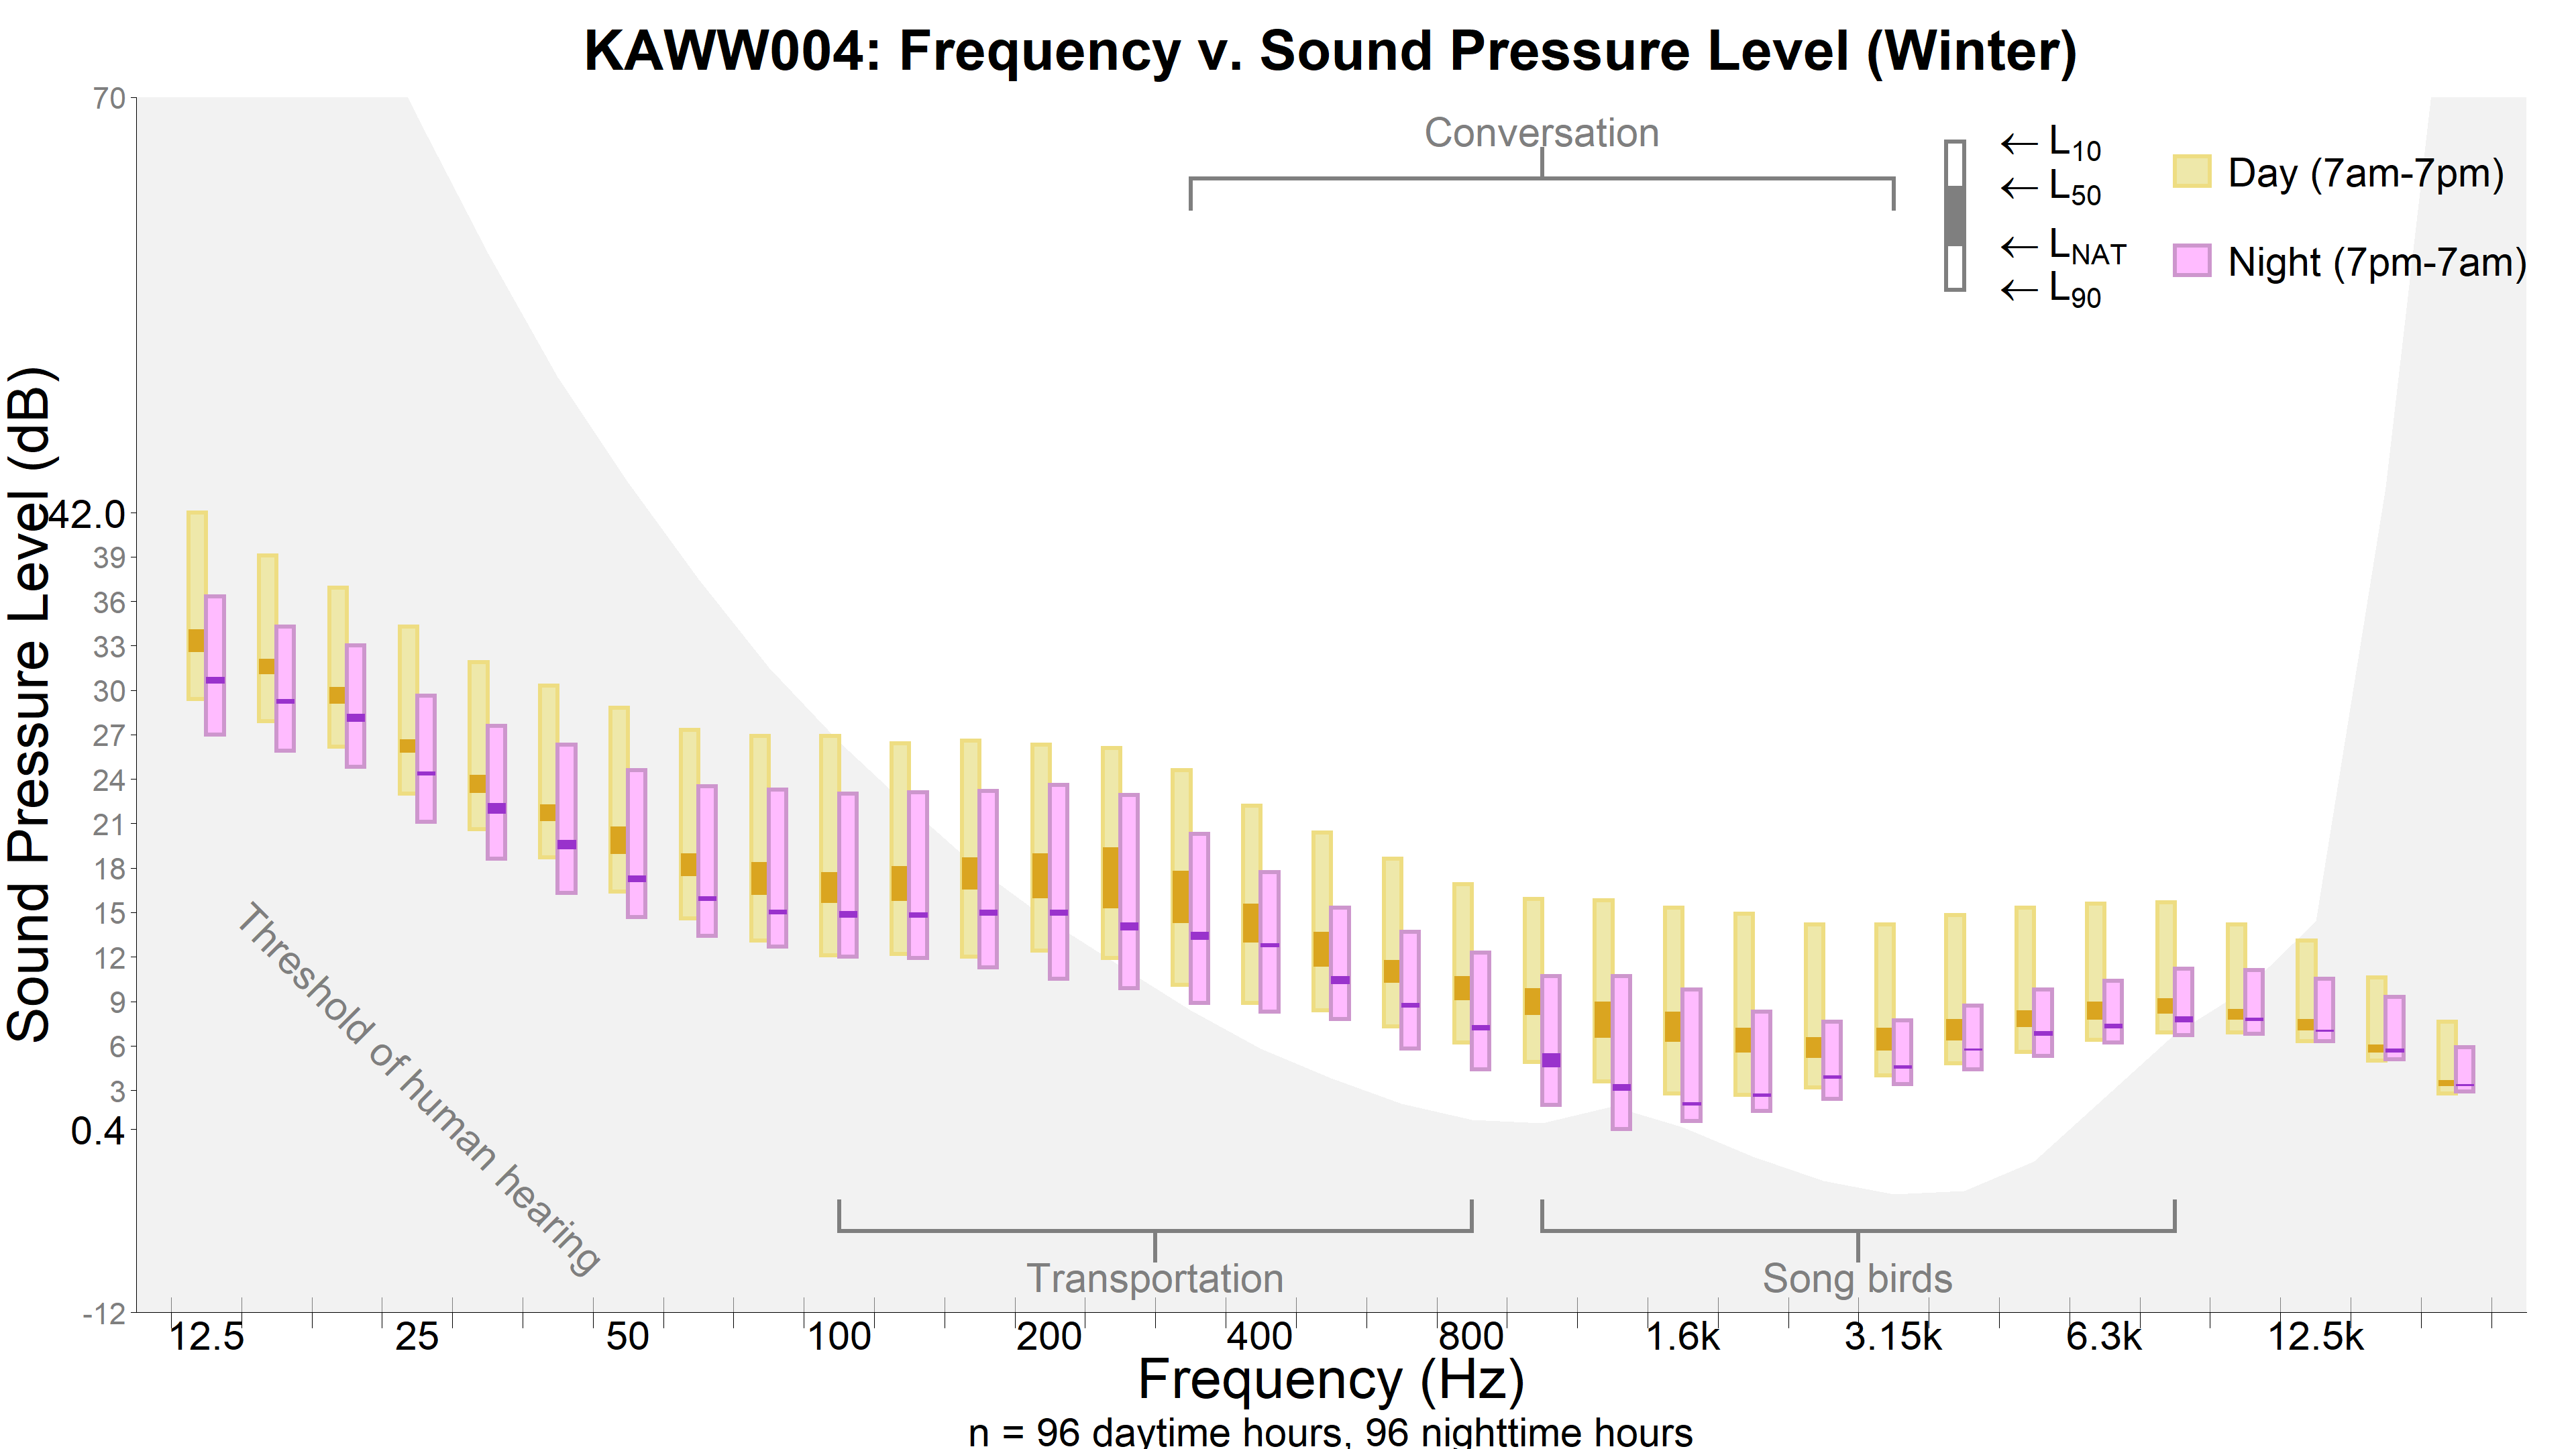 KAWW004: Frequency v. Sound Pressure Level (Winter)
70
Conversation
← L10
← L50
← LNAT
← L90
Day (7am-7pm)
Night (7pm-7am)
Sound Pressure Level (dB)
42.0
39
36
33
30
27
24
21
18
15
12
9
6
3
0.4
-12
Threshold of human hearing
Transportation
Song birds
12.5 25 50 100 200 400 800 1.6k 3.15k 6.3k 12.5k
Frequency (Hz)
n = 96 daytime hours, 96 nighttime hours